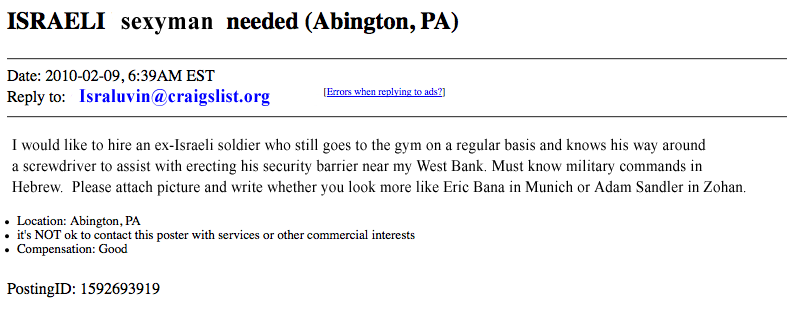 ISRAELI sexyman needed (Abington, PA)
Date: 2010-02-09, 6:39AM EST
Reply to: Israluvin@craigslist.org [Errors when replying to ads?]
I would like to hire an ex-Israeli soldier who still goes to the gym on a regular basis and knows his way around
a screwdriver to assist with erecting his security barrier near my West Bank. Must know military commands in
Hebrew. Please attach picture and write whether you look more like Eric Bana in Munich or Adam Sandler in Zohan.
• Location: Abington, PA
• it's NOT ok to contact this poster with services or other commercial interests
• Compensation: Good
PostingID: 1592693919